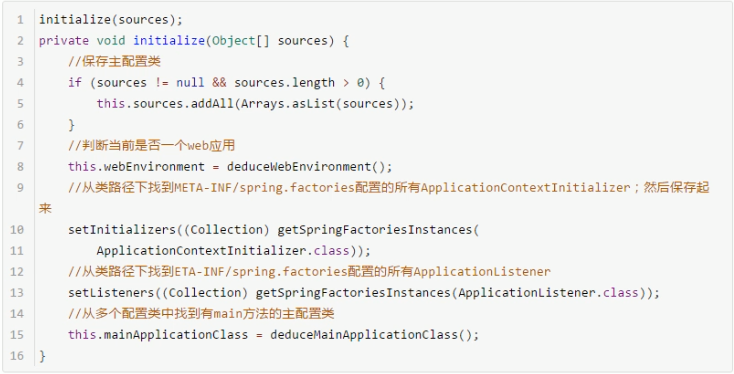 1 initialize(sources);
2 private void initialize(Object[] sources) {
3 //保存主配置类
4 if (sources != null && sources.length > 0) {
5 this.sources.addAll(Arrays.asList(sources));
6 }
7 //判断当前是否一个web应用
8 this.webEnvironment = deduceWebEnvironment();
9 //从类路径下找到META-INF/spring.factories配置的所有ApplicationContextInitializer；然后保存起
来
10 setInitializers((Collection) getSpringFactoriesInstances(
11 ApplicationContextInitializer.class));
12 //从类路径下找到ETA-INF/spring.factories配置的所有ApplicationListener
13 setListeners((Collection) getSpringFactoriesInstances(ApplicationListener.class));
14 //从多个配置类中找到有main方法的主配置类
15 this.mainApplicationClass = deduceMainApplicationClass();
16 }